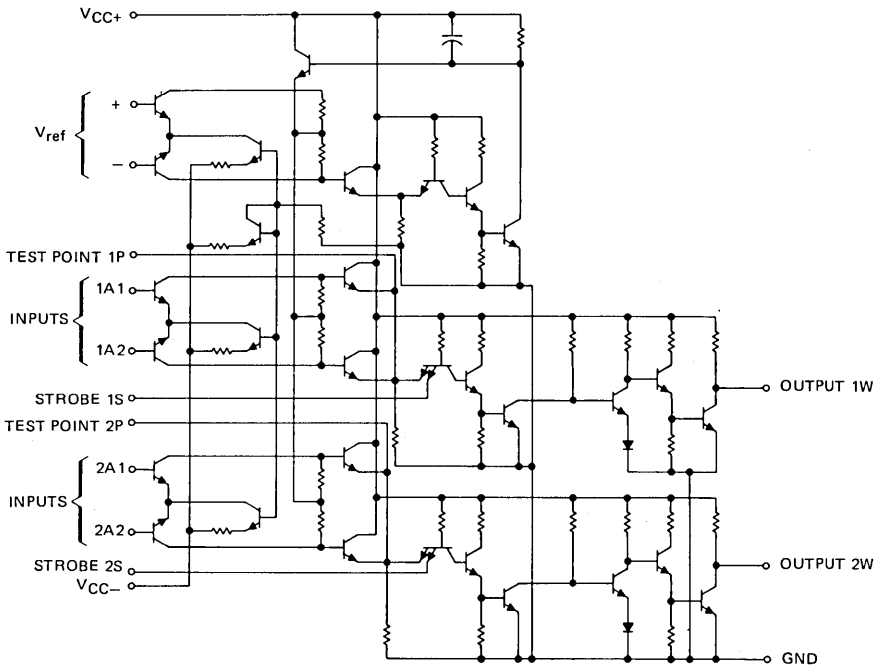 VCC+
+
Vref
−
TEST POINT 1P
1A1
INPUTS
1A2
STROBE 1S
OUTPUT 1W
TEST POINT 2P
2A1
INPUTS
2A2
STROBE 2S
OUTPUT 2W
VCC−
GND